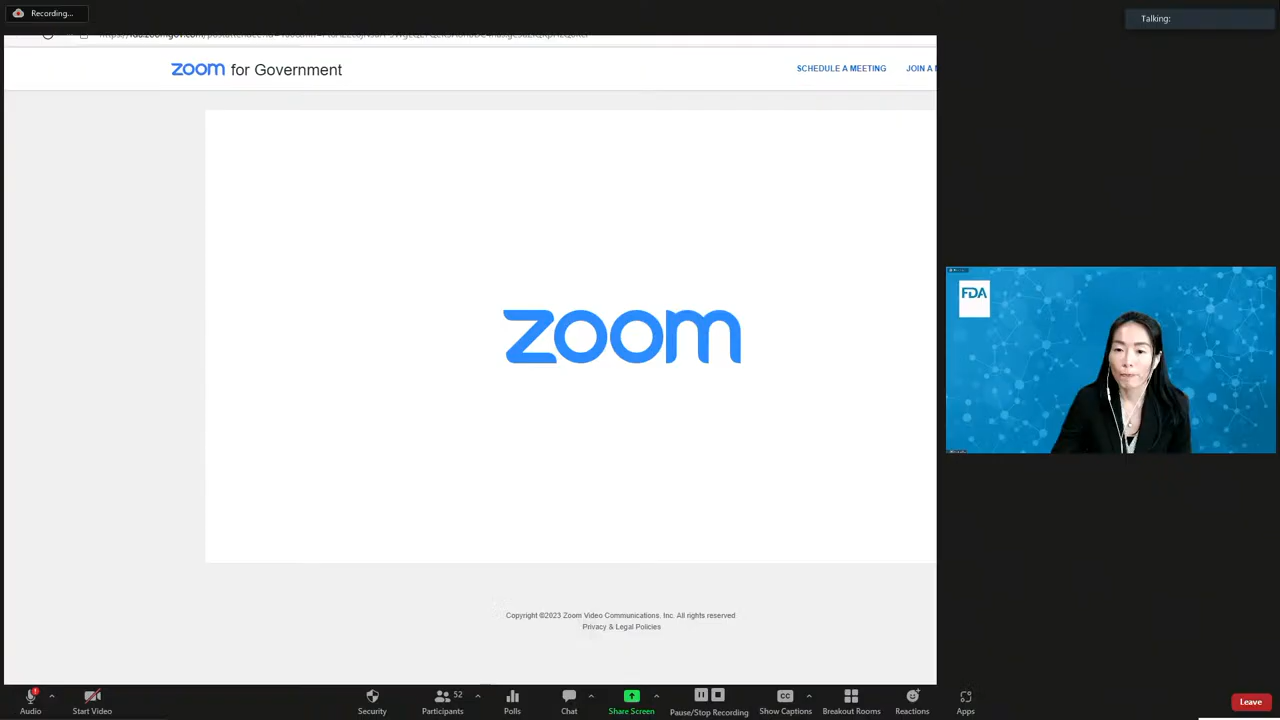 Recording...
Talking:
zoom for Government
SCHEDULE A MEETING
JOIN A
zoom
FDA
Copyright ©2023 Zoom Video Communications, Inc. All rights reserved
Privacy & Legal Policies
52
Audio
Start Video
Security
Participants
Polls
Chat
Share Screen
Pause/Stop Recording
CC
Show Captions
Breakout Rooms
Reactions
Apps
Leave